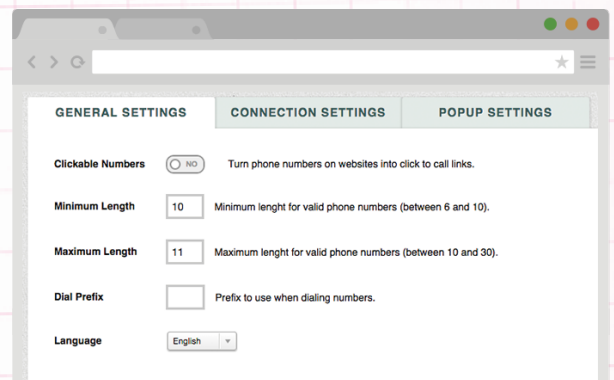 GENERAL SETTINGS CONNECTION SETTINGS POPUP SETTINGS
Clickable Numbers NO Turn phone numbers on websites into click to call links.
Minimum Length 10 Minimum lenght for valid phone numbers (between 6 and 10).
Maximum Length 11 Maximum lenght for valid phone numbers (between 10 and 30).
Dial Prefix Prefix to use when dialing numbers.
Language English